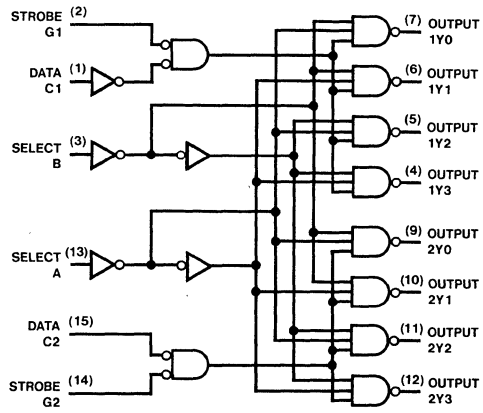 STROBE (2)
G1
DATA (1)
C1
SELECT (3)
B
SELECT (13)
A
DATA (15)
C2
STROBE (14)
G2
(7) OUTPUT
1Y0
(6) OUTPUT
1Y1
(5) OUTPUT
1Y2
(4) OUTPUT
1Y3
(9) OUTPUT
2Y0
(10) OUTPUT
2Y1
(11) OUTPUT
2Y2
(12) OUTPUT
2Y3